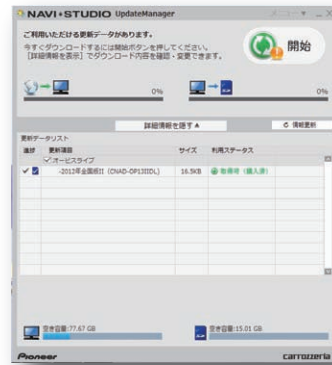 NAVI*STUDIO UpdateManager
ご利用いただける更新データがあります。
今すぐダウンロードするには開始ボタンを押してください。
[詳細情報を表示] でダウンロード内容を確認・変更できます。
開始
0%
0%
詳細情報を隠す▲
情報更新
更新データリスト
進捗 更新項目 サイズ 利用ステータス
オービスライブ
-2012年全国版II (CNAD-OP13IIDL) 16.5KB 取得可 (購入済)
空き容量:77.67 GB
空き容量:15.01 GB
Pioneer
carrozzeria